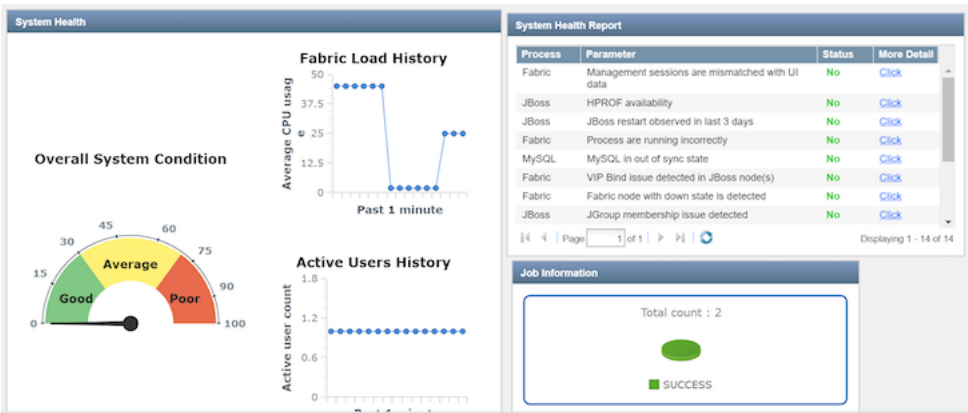 System Health
Overall System Condition
0
15
30
45
60
75
90
100
Good
Average
Poor
Fabric Load History
Average CPU usag
e
50
37.5
25
12.5
0
Past 1 minute
Active Users History
Active user count
1.8
1.2
0.6
0
System Health Report
Process Parameter Status More Detail
Fabric Management sessions are mismatched with UI No Click
data
JBoss HPROF availability No Click
JBoss JBoss restart observed in last 3 days No Click
Fabric Process are running incorrectly No Click
MySQL MySQL in out of sync state No Click
Fabric VIP Bind issue detected in JBoss node(s) No Click
Fabric Fabric node with down state is detected No Click
JBoss JGroup membership issue detected No Click
Page 1 of 1 Displaying 1 - 14 of 14
Job Information
Total count : 2
SUCCESS